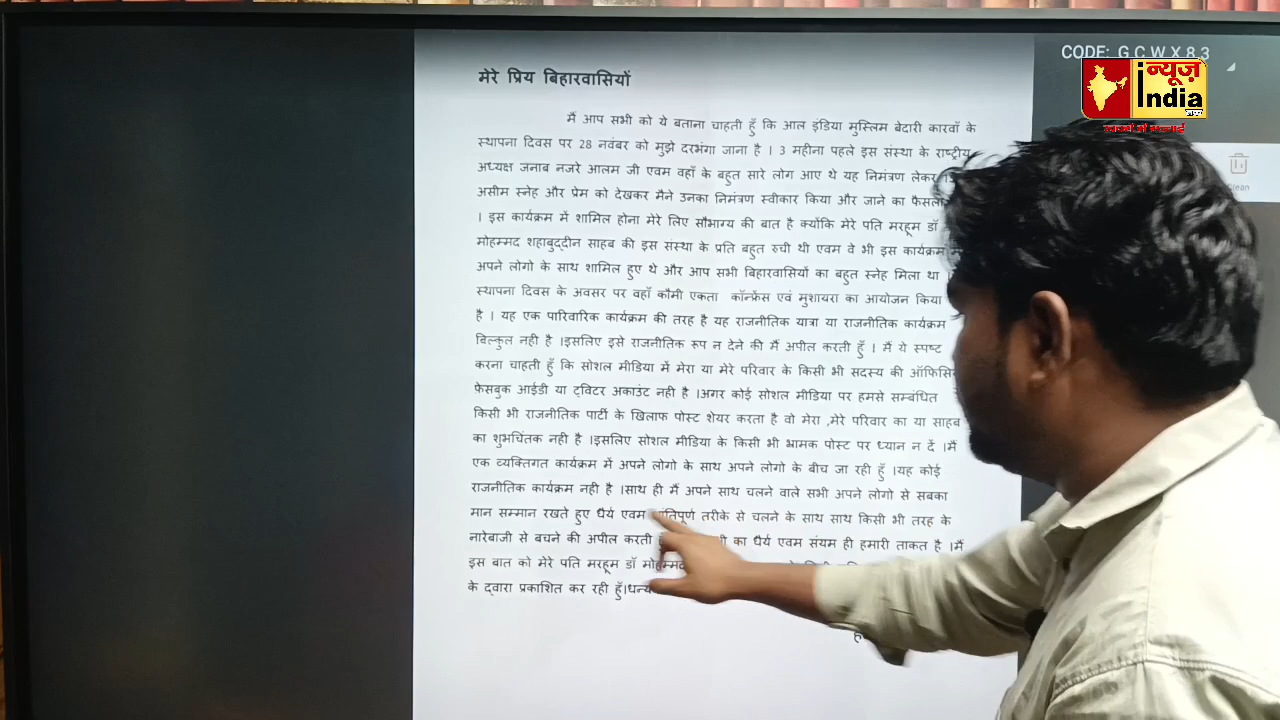 CODE: G C W X 8 3
न्यूज़
india
Clean
मेरे प्रिय बिहारवासियों
मैं आप सभी को ये बताना चाहती हूँ कि आल इंडिया मुस्लिम बेदारी कारवाँ के
स्थापना दिवस पर 28 नवंबर को मुझे दरभंगा जाना है । 3 महीना पहले इस संस्था के राष्ट्रीय
अध्यक्ष जनाब नजरे आलम जी एवम वहाँ के बहुत सारे लोग आए थे यह निमंत्रण लेकर
असीम स्नेह और प्रेम को देखकर मैने उनका निमंत्रण स्वीकार किया और जाने का फैसला
। इस कार्यक्रम में शामिल होना मेरे लिए सौभाग्य की बात है क्योंकि मेरे पति मरहूम डॉ
मोहम्मद शहाबुद्दीन साहब की इस संस्था के प्रति बहुत रुची थी एवम वे भी इस कार्यक्रम में
अपने लोगो के साथ शामिल हुए थे और आप सभी बिहारवासियों का बहुत स्नेह मिला था ।
स्थापना दिवस के अवसर पर वहाँ कौमी एकता कॉन्फ्रेंस एवं मुशायरा का आयोजन किया
है । यह एक पारिवारिक कार्यक्रम की तरह है यह राजनीतिक यात्रा या राजनीतिक कार्यक्रम
बिल्कुल नही है ।इसलिए इसे राजनीतिक रूप न देने की मैं अपील करती हूँ । मैं ये स्पष्ट
करना चाहती हूँ कि सोशल मीडिया में मेरा या मेरे परिवार के किसी भी सदस्य की
फ़ेसबुक आईडी या ट्विटर अकाउंट नही है ।अगर कोई सोशल मीडिया पर हमसे सम्बंधित
किसी भी राजनीतिक पार्टी के खिलाफ पोस्ट शेयर करता है वो मेरा ,मेरे परिवार का या साहब
का शुभचिंतक नही है ।इसलिए सोशल मीडिया के किसी भी भ्रामक पोस्ट पर ध्यान न दें ।मैं
एक व्यक्तिगत कार्यक्रम में अपने लोगो के साथ अपने लोगो के बीच जा रही हूँ ।यह कोई
राजनीतिक कार्यक्रम नही है ।साथ ही मैं अपने साथ चलने वाले सभी अपने लोगो से सबका
मान सम्मान रखते हुए धैर्य एवम शांतिपूर्ण तरीके से चलने के साथ साथ किसी भी तरह के
नारेबाजी से बचने की अपील करती का धैर्य एवम संयम ही हमारी ताकत है ।मैं
इस बात को मेरे पति मरहूम डॉ मोहम्मद
के द्वारा प्रकाशित कर रही हूँ।